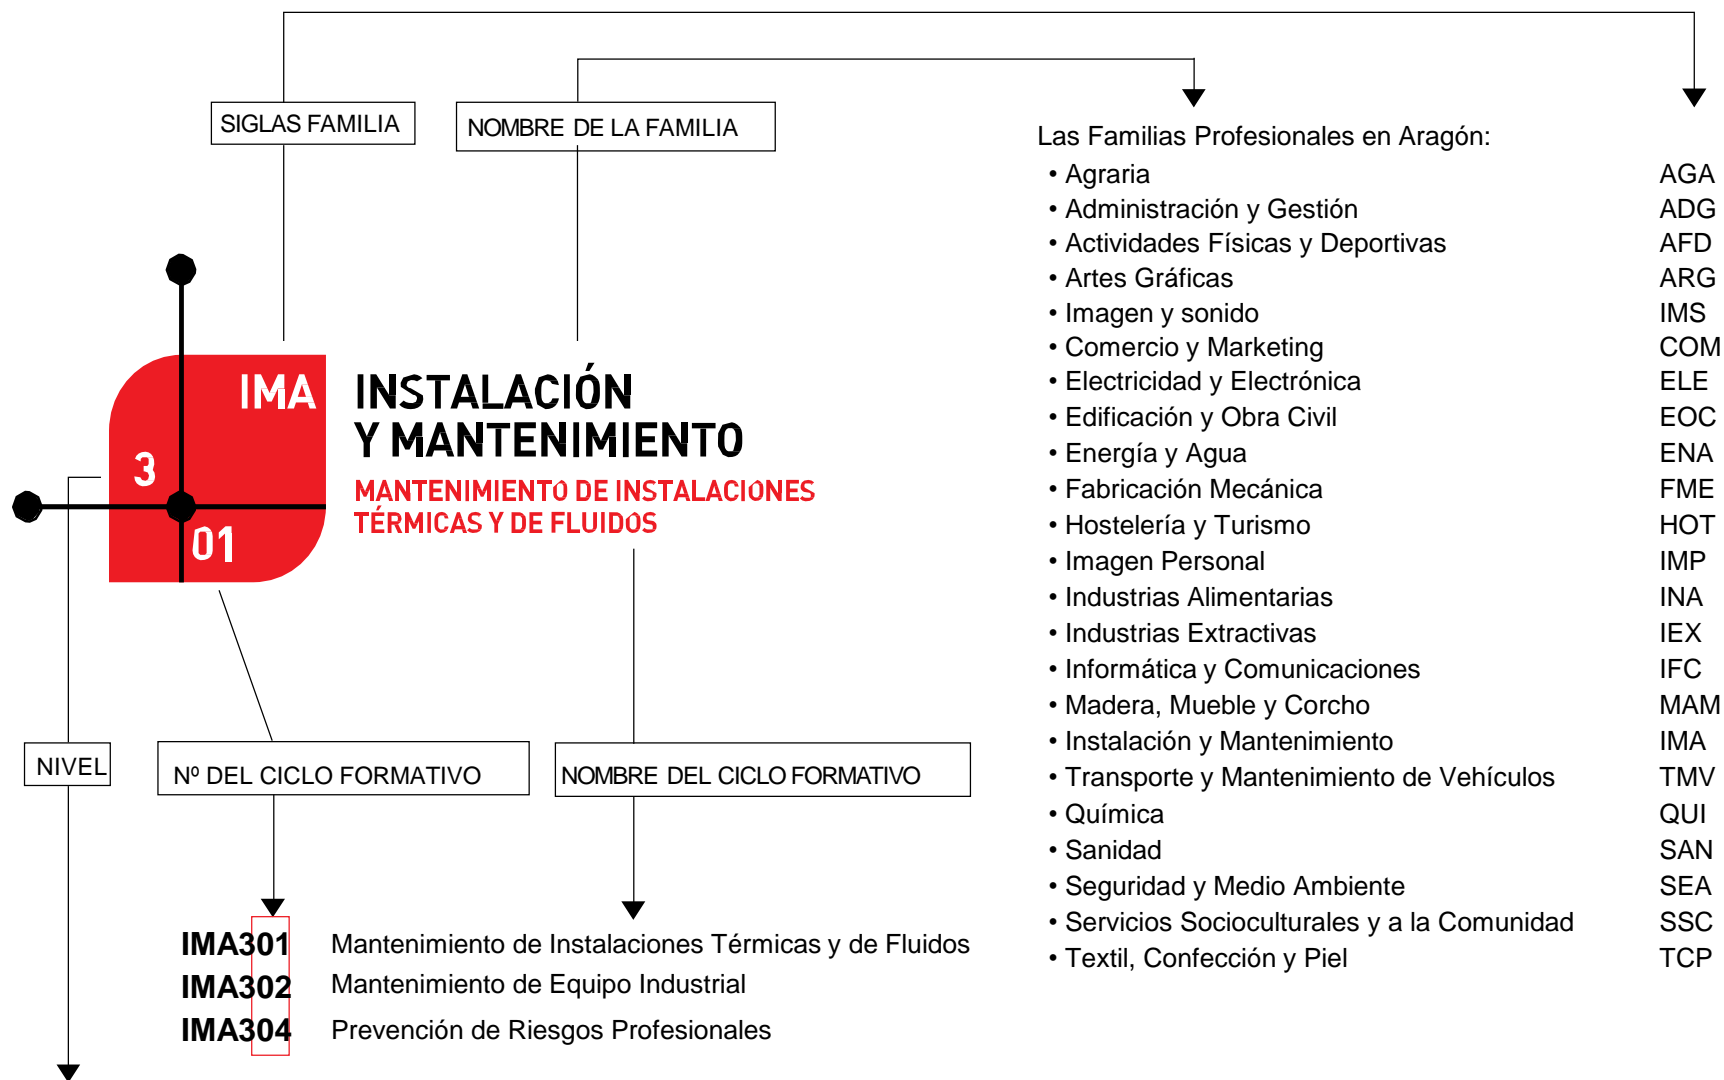 SIGLAS FAMILIA
NOMBRE DE LA FAMILIA
IMA
3
01
INSTALACIÓN
Y MANTENIMIENTO
MANTENIMIENTO DE INSTALACIONES
TÉRMICAS Y DE FLUIDOS
NIVEL
Nº DEL CICLO FORMATIVO
NOMBRE DEL CICLO FORMATIVO
IMA301 Mantenimiento de Instalaciones Térmicas y de Fluidos
IMA302 Mantenimiento de Equipo Industrial
IMA304 Prevención de Riesgos Profesionales
Las Familias Profesionales en Aragón:
• Agraria AGA
• Administración y Gestión ADG
• Actividades Físicas y Deportivas AFD
• Artes Gráficas ARG
• Imagen y sonido IMS
• Comercio y Marketing COM
• Electricidad y Electrónica ELE
• Edificación y Obra Civil EOC
• Energía y Agua ENA
• Fabricación Mecánica FME
• Hostelería y Turismo HOT
• Imagen Personal IMP
• Industrias Alimentarias INA
• Industrias Extractivas IEX
• Informática y Comunicaciones IFC
• Madera, Mueble y Corcho MAM
• Instalación y Mantenimiento IMA
• Transporte y Mantenimiento de Vehículos TMV
• Química QUI
• Sanidad SAN
• Seguridad y Medio Ambiente SEA
• Servicios Socioculturales y a la Comunidad SSC
• Textil, Confección y Piel TCP